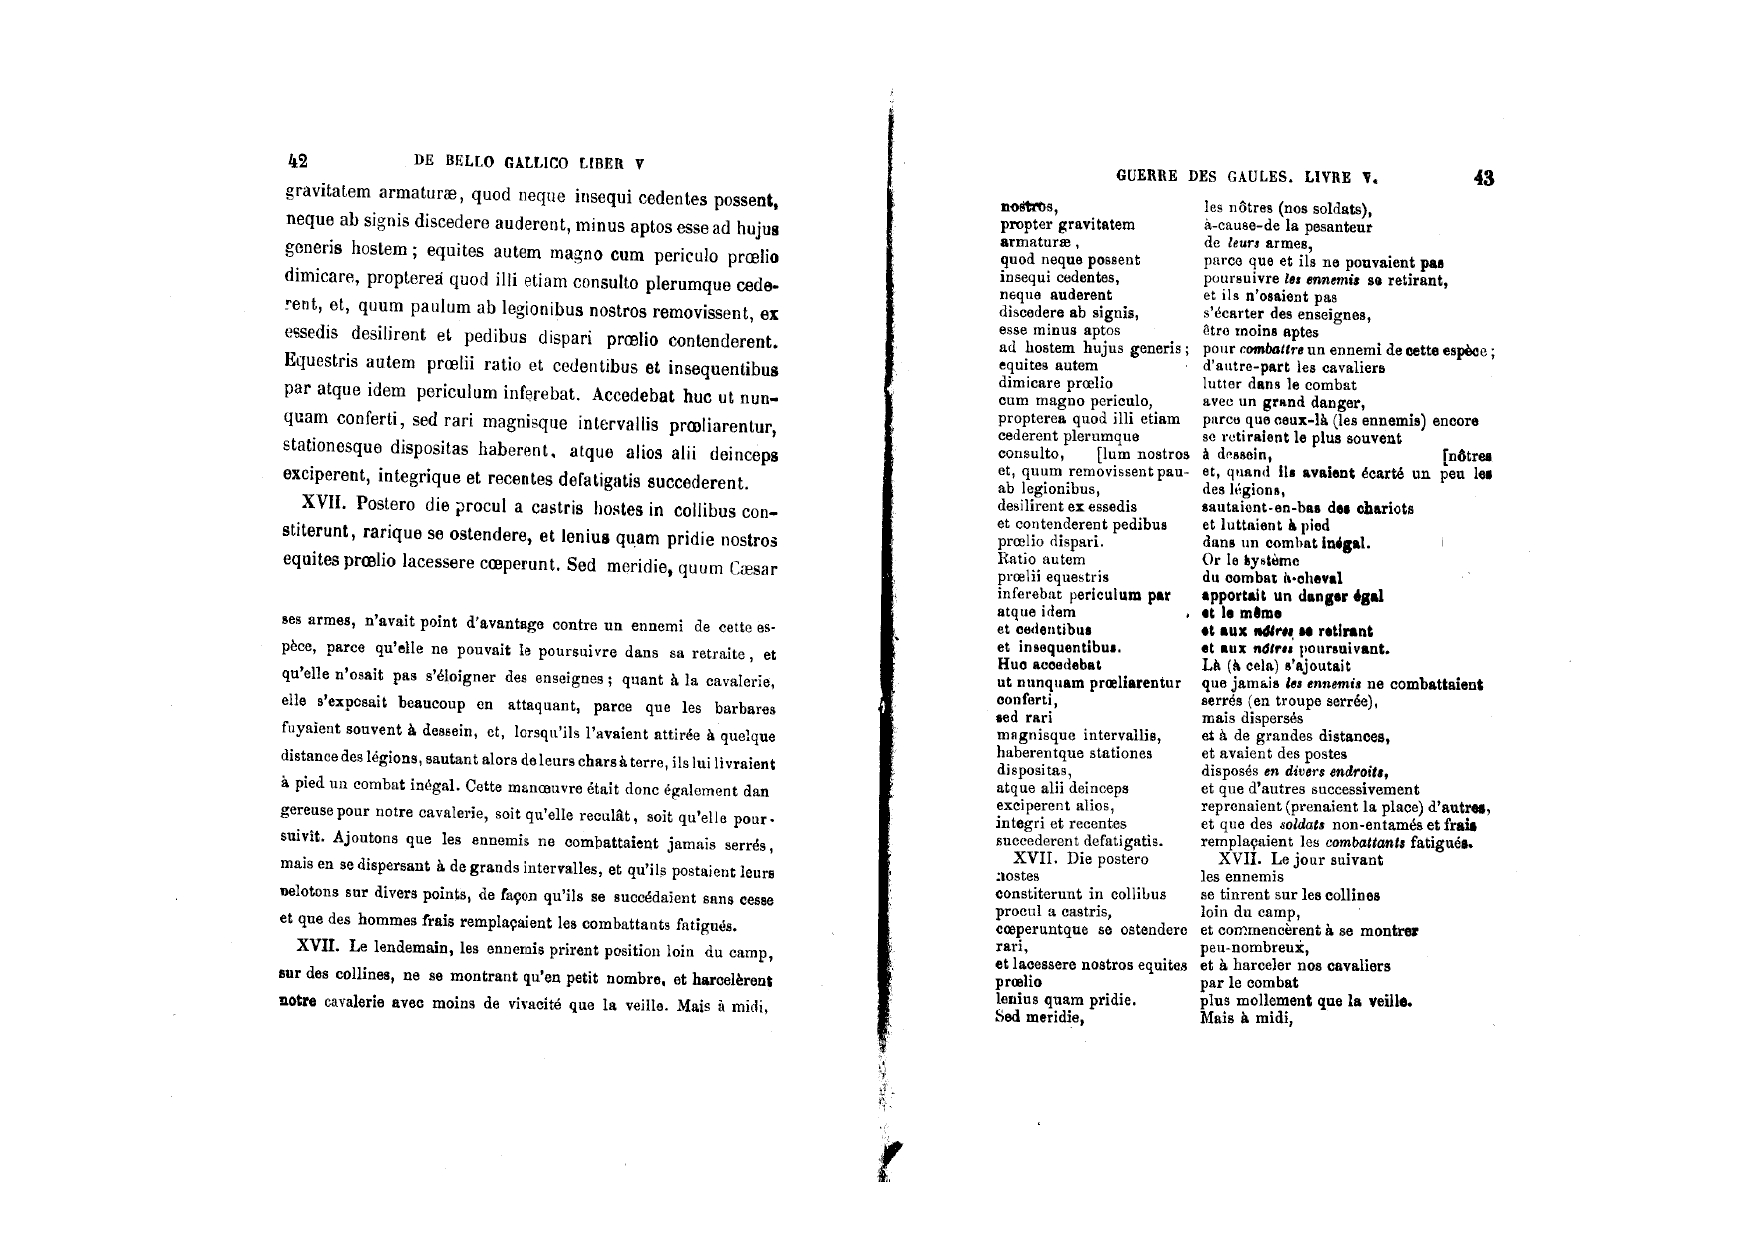 42 DE BELLO GALLICO LIBER V
gravitatem armaturæ, quod neque insequi cedentes possent,
neque ab signis discedere auderent, minus aptos esse ad hujus
generis hostem ; equites autem magno cum periculo prœlio
dimicare, propterea quod illi etiam consulto plerumque cede-
rent, et, quum paulum ab legionibus nostros removissent, ex
essedis desilirent et pedibus dispari prœlio contenderent.
Equestris autem prœlii ratio et cedentibus et insequentibus
par atque idem periculum inferebat. Accedebat huc ut nun-
quam conferti, sed rari magnisque intervallis prœliarentur,
stationesque dispositas haberent, atque alios alii deinceps
exciperent, integrique et recentes defatigatis succederent.
XVII. Postero die procul a castris hostes in collibus con-
stiterunt, rarique se ostendere, et lenius quam pridie nostros
equites prœlio lacessere cœperunt. Sed meridie, quum Cæsar
ses armes, n'avait point d'avantage contre un ennemi de cette es-
pèce, parce qu'elle ne pouvait le poursuivre dans sa retraite, et
qu'elle n'osait pas s'éloigner des enseignes ; quant à la cavalerie,
elle s'exposait beaucoup en attaquant, parce que les barbares
fuyaient souvent à dessein, et, lorsqu'ils l'avaient attirée à quelque
distance des légions, sautant alors de leurs chars à terre, ils lui livraient
à pied un combat inégal. Cette manœuvre était donc également dan
gereuse pour notre cavalerie, soit qu'elle reculât, soit qu'elle pour-
suivit. Ajoutons que les ennemis ne combattaient jamais serrés,
mais en se dispersant à de grands intervalles, et qu'ils postaient leurs
pelotons sur divers points, de façon qu'ils se succédaient sans cesse
et que des hommes frais remplaçaient les combattants fatigués.
XVII. Le lendemain, les ennemis prirent position loin du camp,
sur des collines, ne se montrant qu'en petit nombre, et harcelèrent
notre cavalerie avec moins de vivacité que la veille. Mais à midi,
GUERRE DES GAULES. LIVRE V. 43
nostros,
propter gravitatem
armaturæ,
quod neque possent
insequi cedentes,
neque auderent
discedere ab signis,
esse minus aptos
ad hostem hujus generis ;
equites autem
dimicare prœlio
cum magno periculo,
propterea quod illi etiam
cederent plerumque
consulto, [lum nostros
et, quum removissent pau-
ab legionibus,
desilirent ex essedis
et contenderent pedibus
prœlio dispari.
Ratio autem
prœlii equestris
inferebat periculum par
atque idem
et cedentibus
et insequentibus.
Huc accedebat
ut nunquam prœliarentur
conferti,
sed rari
magnisque intervallis,
haberentque stationes
dispositas,
atque alii deinceps
exciperent alios,
integri et recentes
succederent defatigatis.
XVII. Die postero
hostes
constiterunt in collibus
procul a castris,
cœperuntque se ostendere
rari,
et lacessere nostros equites
prœlio
lenius quam pridie.
Sed meridie,
les nôtres (nos soldats),
à-cause-de la pesanteur
de leurs armes,
parce que et ils ne pouvaient pas
poursuivre les ennemis se retirant,
et ils n'osaient pas
s'écarter des enseignes,
être moins aptes
pour combattre un ennemi de cette espèce ;
d'autre-part les cavaliers
lutter dans le combat
avec un grand danger,
parce que ceux-là (les ennemis) encore
se retiraient le plus souvent
à dessein, [nôtres
et, quand ils avaient écarté un peu les
des légions,
sautaient-en-bas des chariots
et luttaient à pied
dans un combat inégal.
Or le système
du combat à-cheval
apportait un danger égal
et le même
et aux nôtres se retirant
et aux nôtres poursuivant.
Là (à cela) s'ajoutait
que jamais les ennemis ne combattaient
serrés (en troupe serrée),
mais dispersés
et à de grandes distances,
et avaient des postes
disposés en divers endroits,
et que d'autres successivement
reprenaient (prenaient la place) d'autres,
et que des soldats non-entamés et frais
remplaçaient les combattants fatigués.
XVII. Le jour suivant
les ennemis
se tinrent sur les collines
loin du camp,
et commencèrent à se montrer
peu-nombreux,
et à harceler nos cavaliers
par le combat
plus mollement que la veille.
Mais à midi,